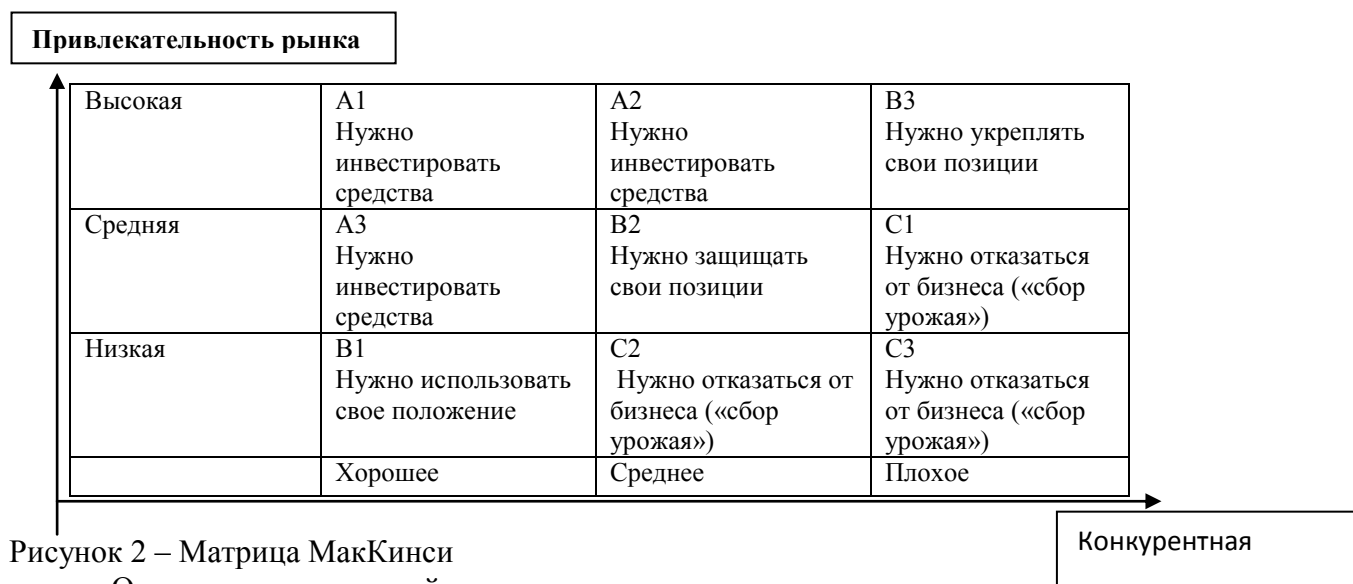 Привлекательность рынка
Высокая
A1
Нужно
инвестировать
средства
A2
Нужно
инвестировать
средства
B3
Нужно укреплять
свои позиции
Средняя
A3
Нужно
инвестировать
средства
B2
Нужно защищать
свои позиции
C1
Нужно отказаться
от бизнеса («сбор
урожая»)
Низкая
B1
Нужно использовать
свое положение
C2
Нужно отказаться от
бизнеса («сбор
урожая»)
C3
Нужно отказаться
от бизнеса («сбор
урожая»)
Хорошее
Среднее
Плохое
Конкурентная
Рисунок 2 – Матрица МакКинси